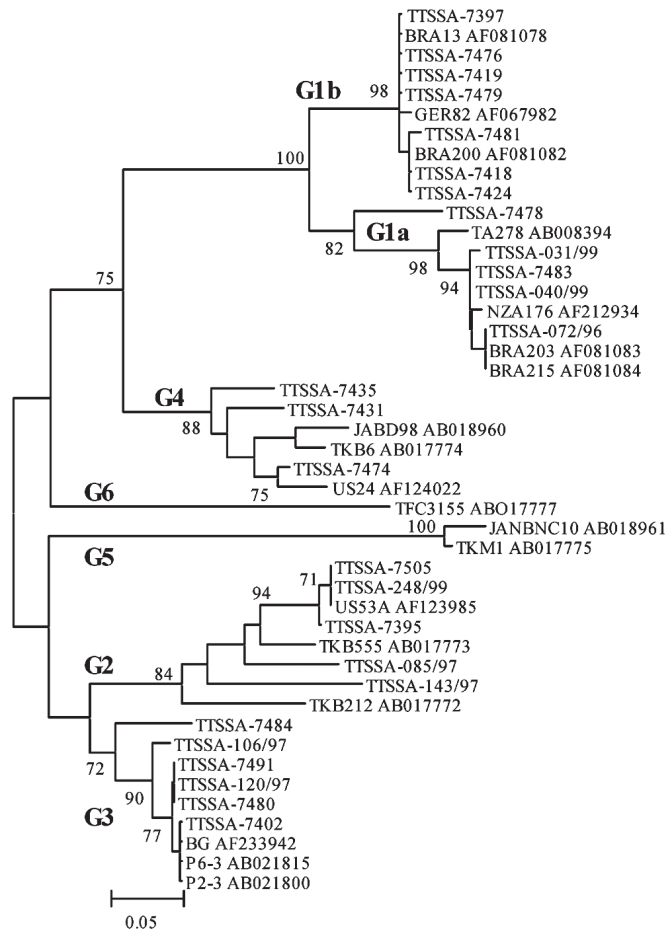 TTSSA-7397
BRA13 AF081078
TTSSA-7476
TTSSA-7419
G1b
98
TTSSA-7479
GER82 AF067982
TTSSA-7481
100
BRA200 AF081082
TTSSA-7418
TTSSA-7424
TTSSA-7478
G1a
TA278 AB008394
82
TTSSA-031/99
98
TTSSA-7483
75
94
TTSSA-040/99
NZA176 AF212934
TTSSA-072/96
BRA203 AF081083
BRA215 AF081084
G4
TTSSA-7435
TTSSA-7431
88
JABD98 AB018960
TKB6 AB017774
TTSSA-7474
75
US24 AF124022
G6
TFC3155 ABO17777
100
JANBNC10 AB018961
TKM1 AB017775
G5
TTSSA-7505
71
TTSSA-248/99
94
US53A AF123985
TTSSA-7395
TKB555 AB017773
G2
84
TTSSA-085/97
TTSSA-143/97
TKB212 AB017772
TTSSA-7484
TTSSA-106/97
72
TTSSA-7491
TTSSA-120/97
90
TTSSA-7480
G3
TTSSA-7402
77
BG AF233942
P6-3 AB021815
P2-3 AB021800
0.05